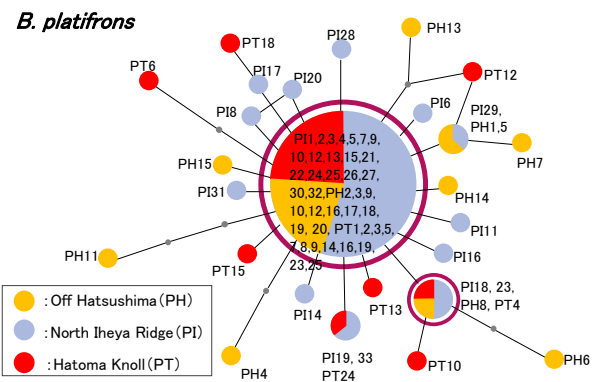 B. platifrons
PI28
PH13
PT18
PT12
PT6
PI17
PI20
PI6
PI29,
PH1,5
PI8
PH7
PI1,2,3,4,5,7,9,
10,12,13,15,21,
22,24,25,26,27,
30,32,PH2,3,9,
10,12,16,17,18,
19, 20, PT1,2,3,5,
7,8,9,14,16,19,
23,25
PH15
PI31
PH14
PI11
PI16
PH11
PT15
PI14
PT13
PI18, 23,
PH8, PT4
:Off Hatsushima(PH)
:North Iheya Ridge(PI)
:Hatoma Knoll(PT)
PH4
PI19, 33
PT24
PT10
PH6